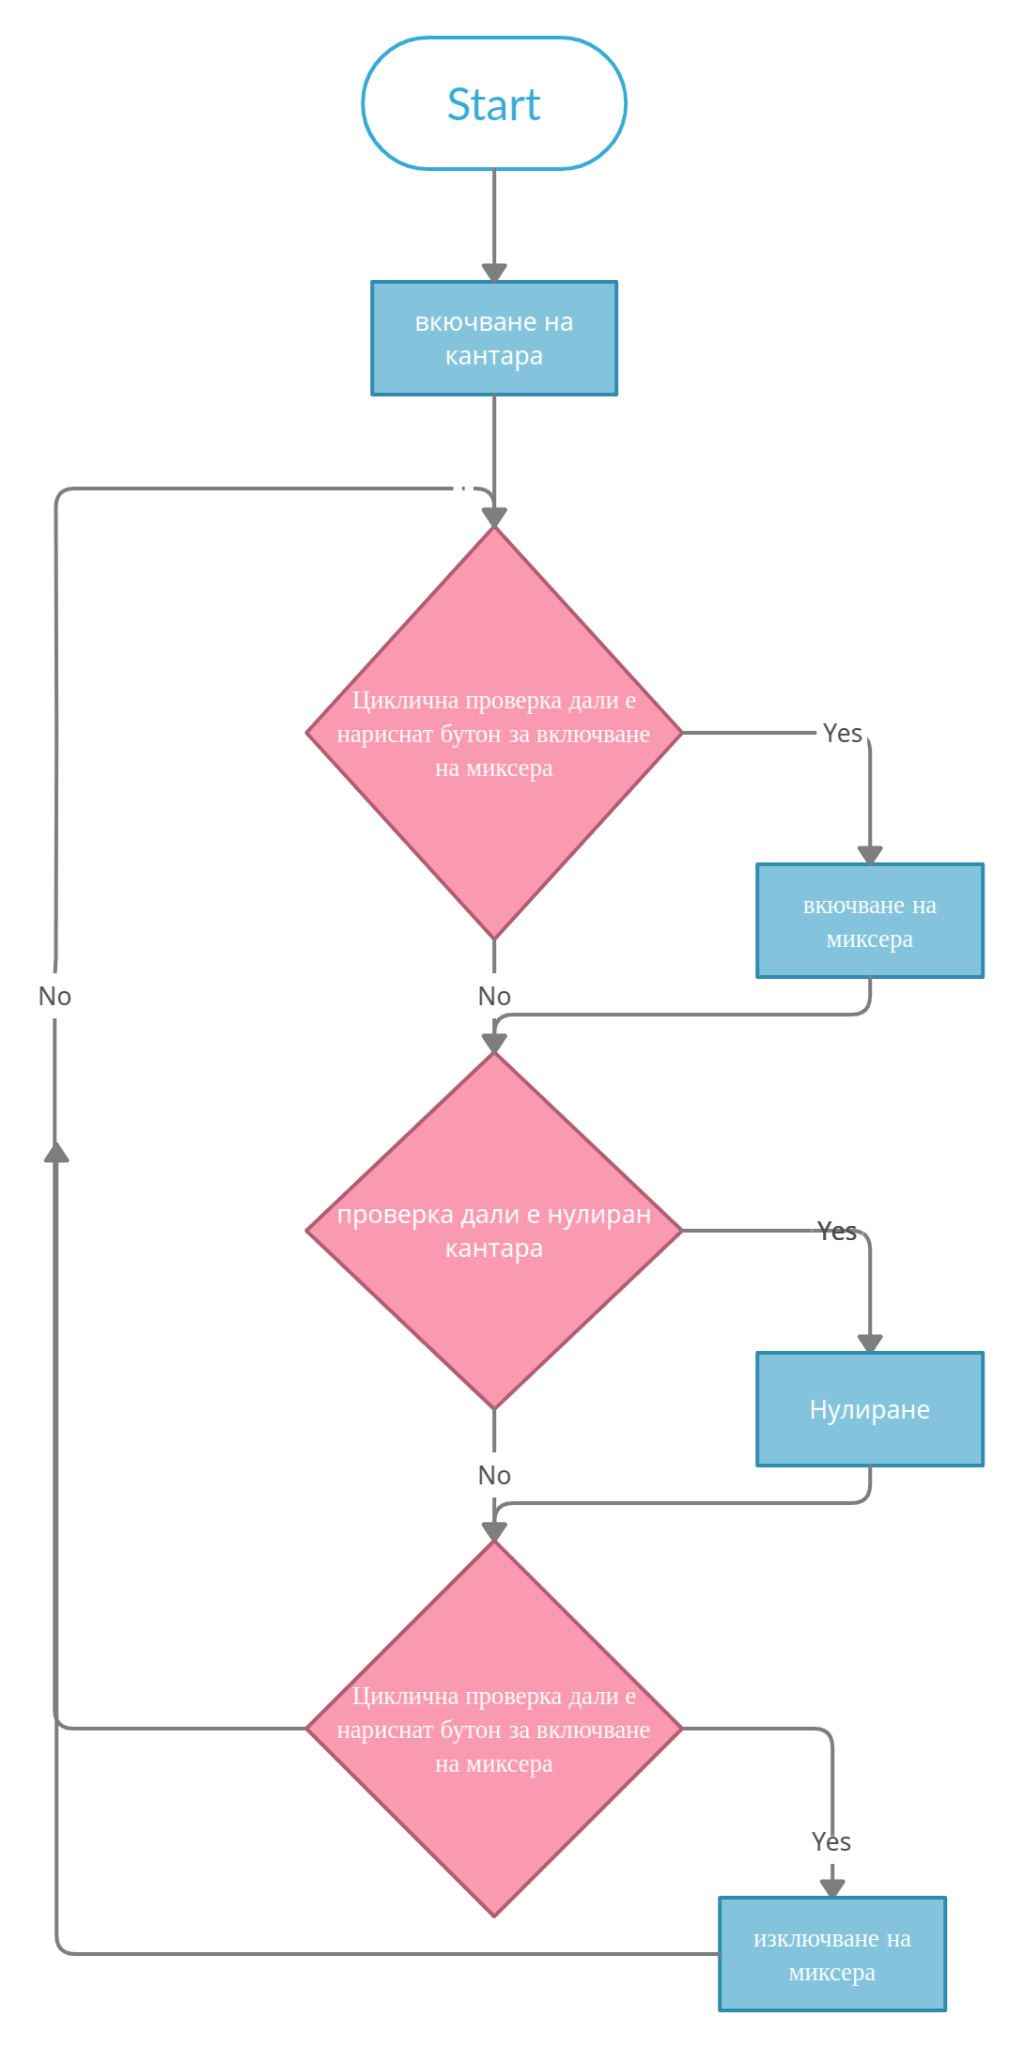 Start
вкючване на
кантара
Циклична проверка дали е
нариснат бутон за включване
на миксера
Yes
вкючване на
миксера
No
No
проверка дали е нулиран
кантара
Yes
Нулиране
No
Циклична проверка дали е
нариснат бутон за включване
на миксера
Yes
изключване на
миксера